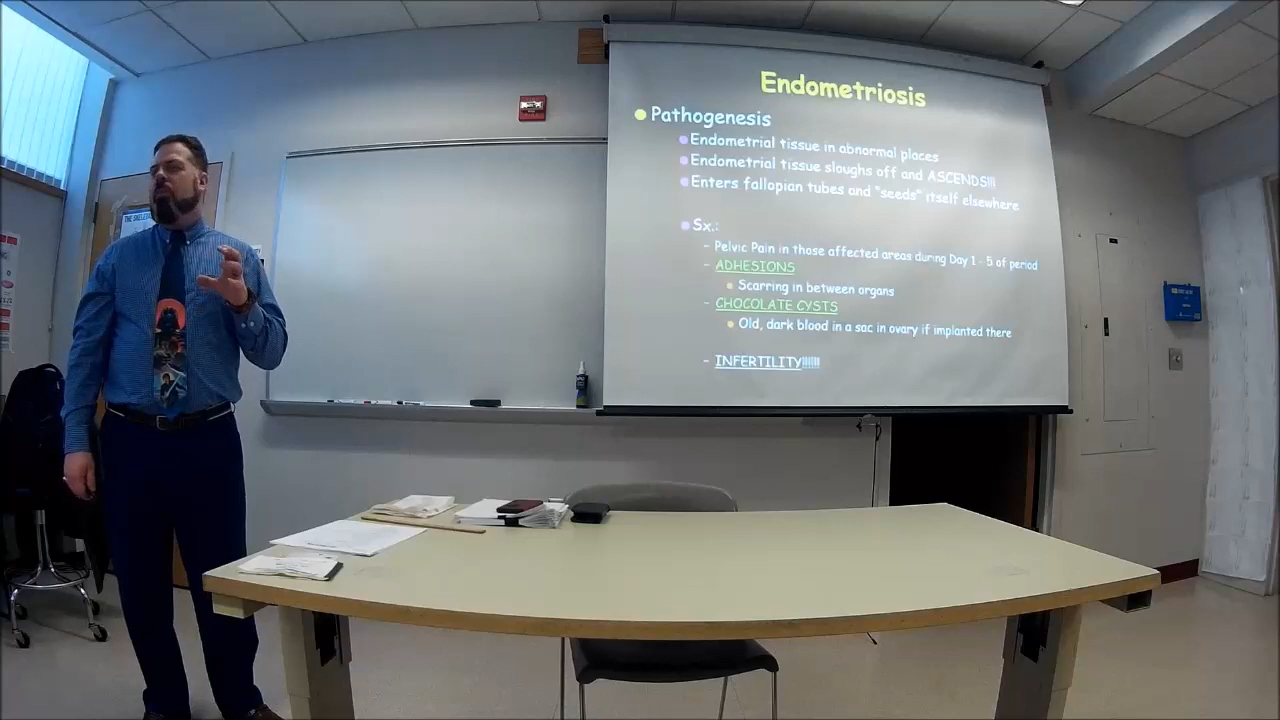 Endometriosis
Pathogenesis
Endometrial tissue in abnormal places
Endometrial tissue sloughs off and ASCENDS!!!
Enters fallopian tubes and "seeds" itself elsewhere
Sx.:
- Pelvic Pain in those affected areas during Day 1 - 5 of period
- ADHESIONS
Scarring in between organs
- CHOCOLATE CYSTS
Old, dark blood in a sac in ovary if implanted there
- INFERTILITY!!!!!!
THE SKELE